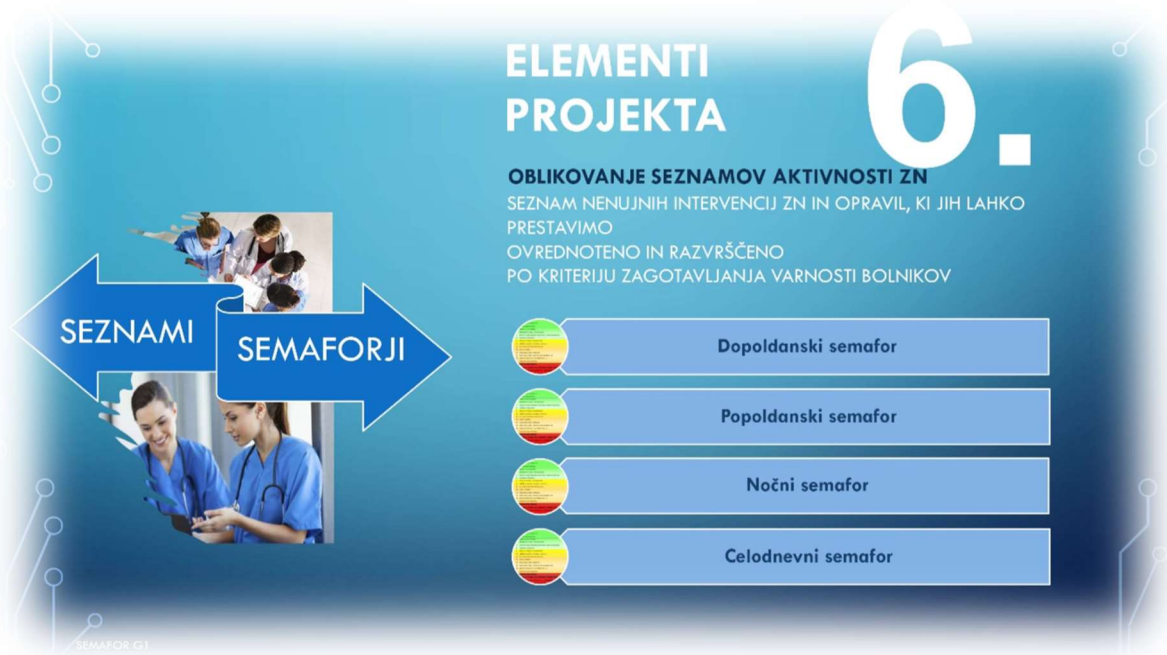 ELEMENTI
PROJEKTA
6.
OBLIKOVANJE SEZNAMOV AKTIVNOSTI ZN
SEZNAM NENUJNIH INTERVENCIJ ZN IN OPRAVIL, KI JIH LAHKO
PRESTAVIMO
OVREDNOTENO IN RAZVRŠČENO
PO KRITERIJU ZAGOTAVLJANJA VARNOSTI BOLNIKOV
SEZNAMI
SEMAFORJI
Dopoldanski semafor
Popoldanski semafor
Nočni semafor
Celodnevni semafor
SEMAFOR G1